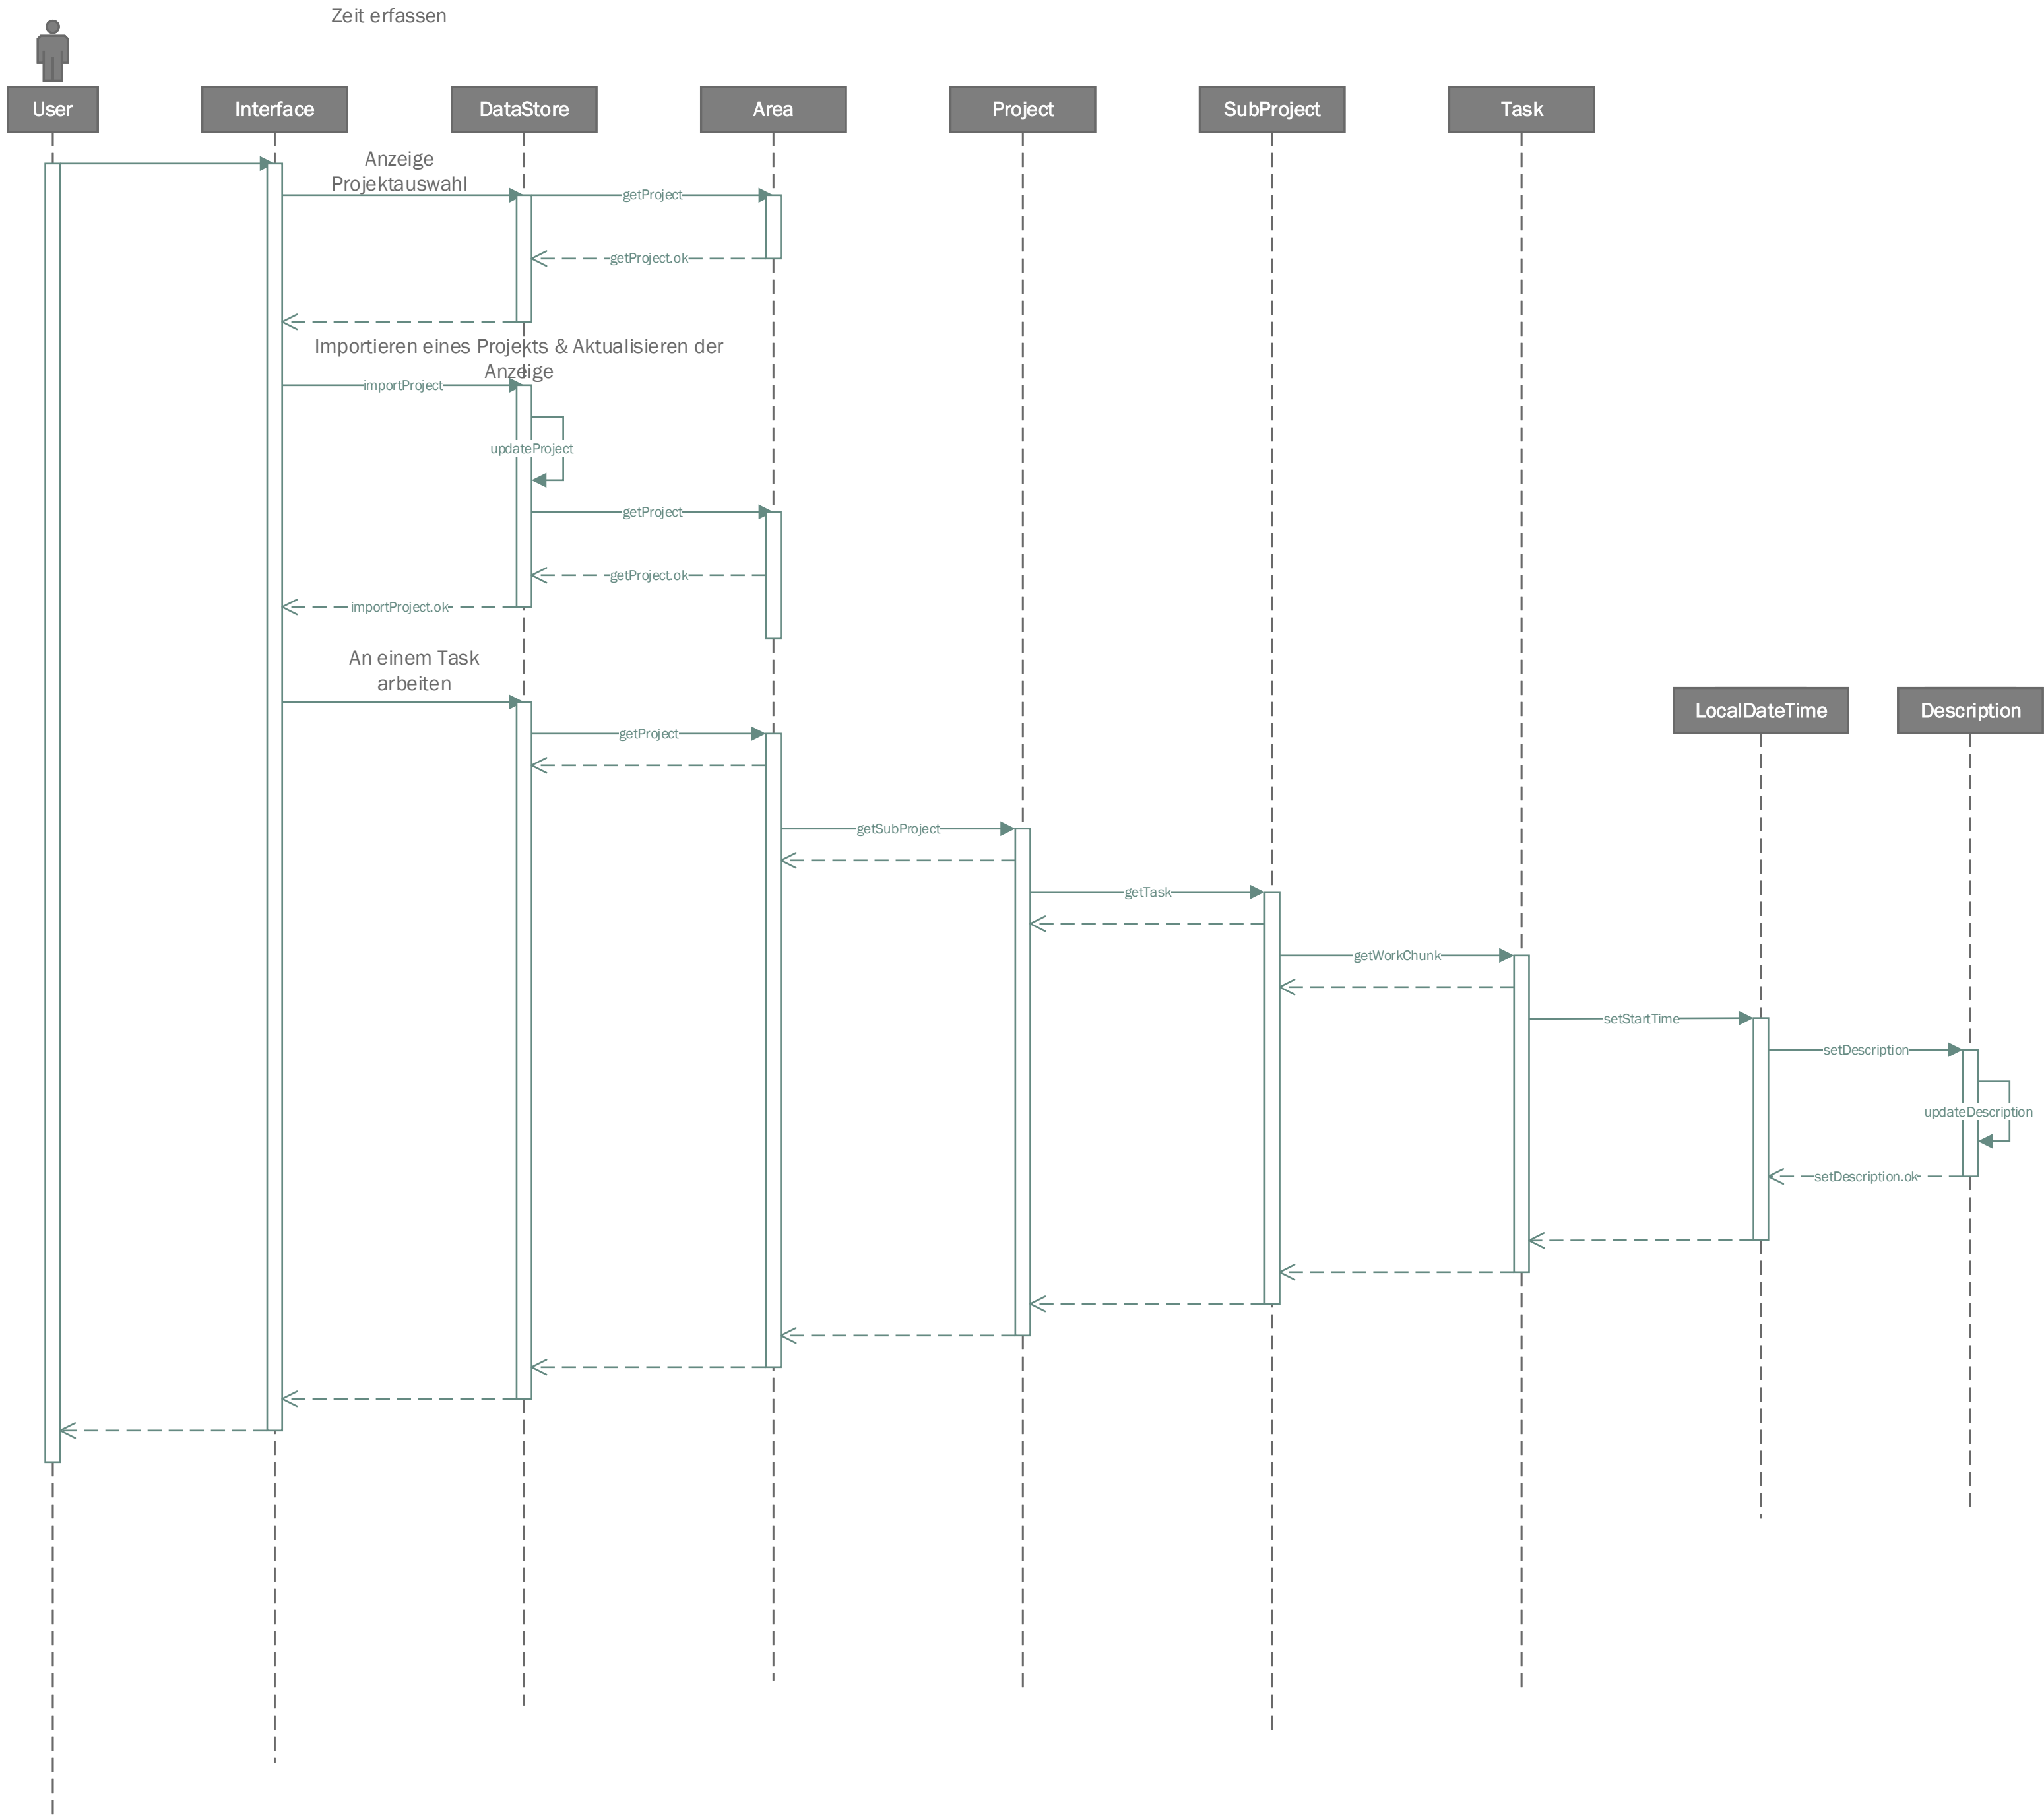 Zeit erfassen
User
Interface
DataStore
Area
Project
SubProject
Task
Anzeige
Projektauswahl
getProject
getProject.ok
Importieren eines Projekts & Aktualisieren der
Anzeige
importProject
updateProject
getProject
getProject.ok
importProject.ok
An einem Task
arbeiten
LocalDateTime
Description
getProject
getSubProject
getTask
getWorkChunk
setStartTime
setDescription
updateDescription
setDescription.ok